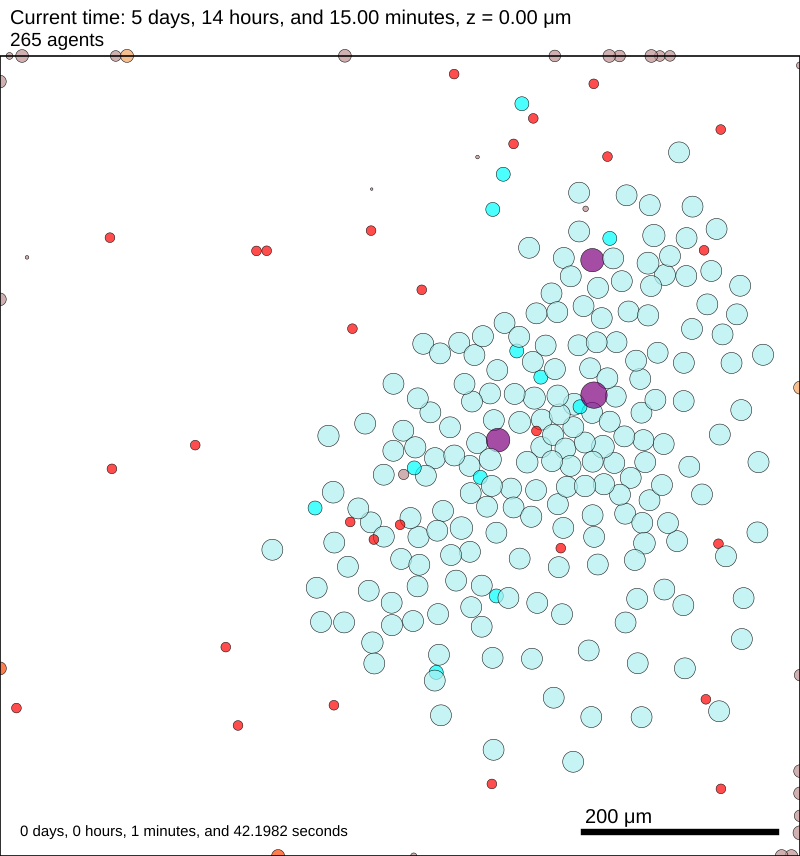 Current time: 5 days, 14 hours, and 15.00 minutes, z = 0.00 μm
265 agents
200 μm
0 days, 0 hours, 1 minutes, and 42.1982 seconds